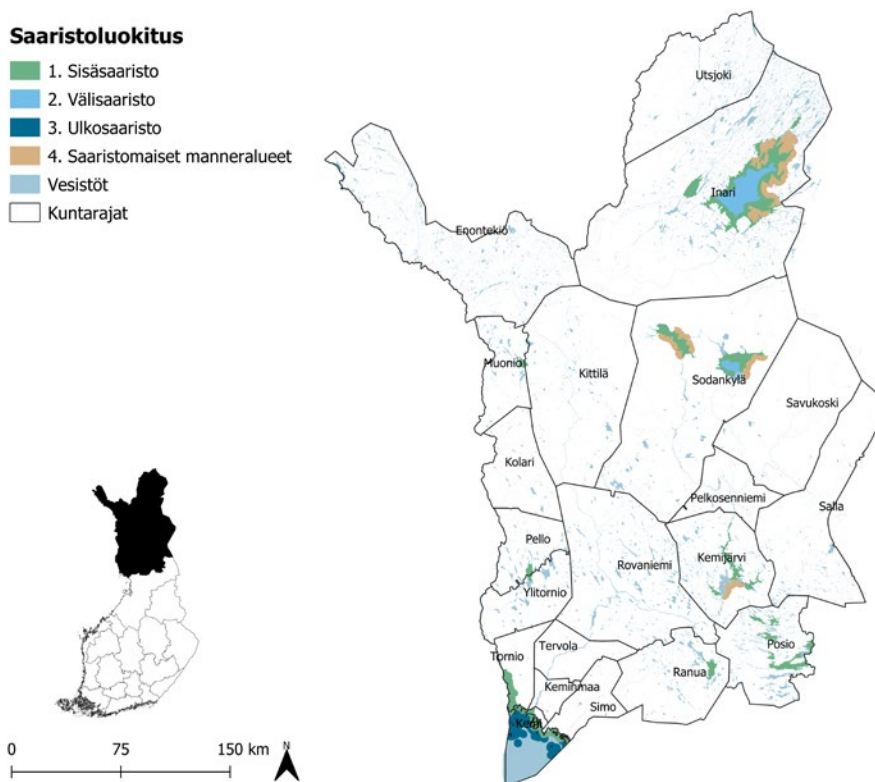 Saaristoluokitus
1. Sisäsaaristo
2. Välisaaristo
3. Ulkosaaristo
4. Saaristomaiset manneralueet
Vesistöt
Kuntarajat
Utsjoki
Inari
Enontekiö
Muonio
Kittilä
Sodankylä
Savukoski
Kolari
Pelkosenniemi
Salla
Pello
Rovaniemi
Kemijärvi
Ylitornio
Tornio
Tervola
Ranua
Posio
Keminmaa
Simo
Kemi
0 75 150 km
N